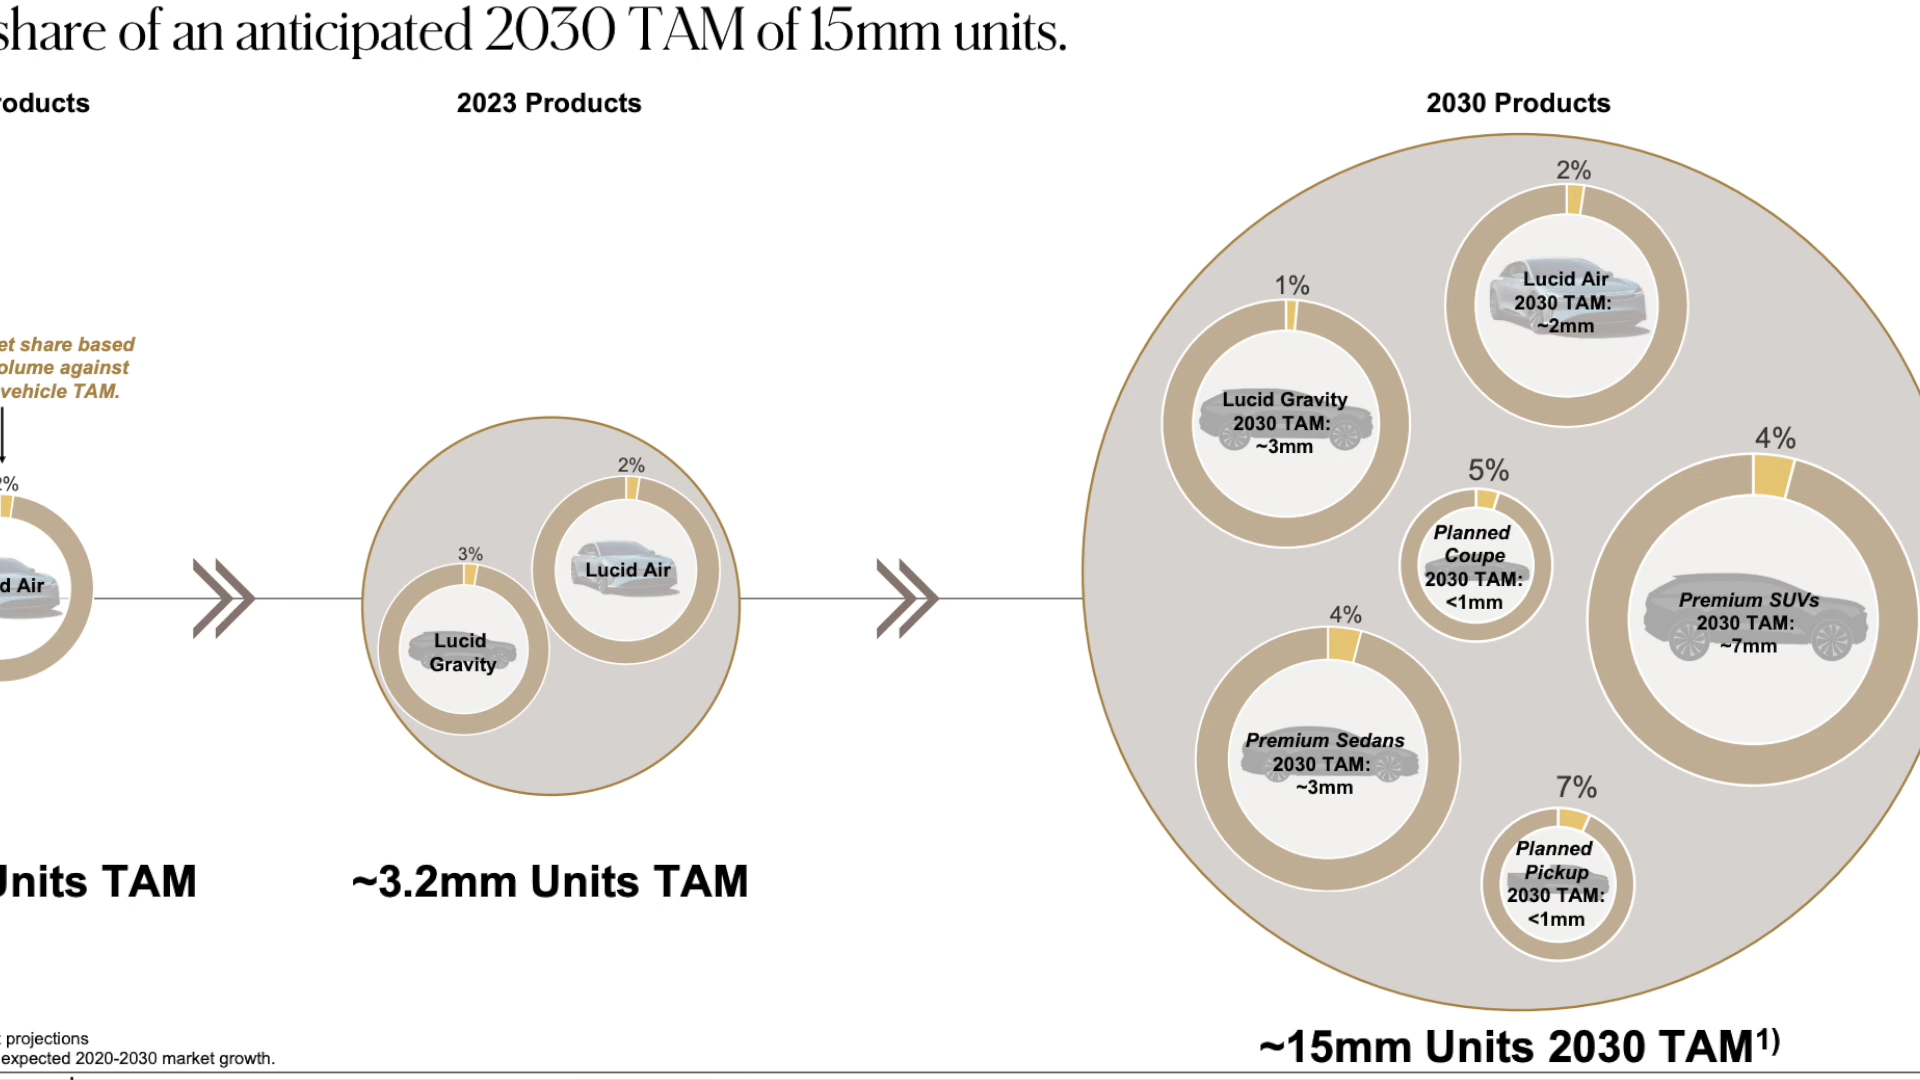 share of an anticipated 2030 TAM of 15mm units.
roducts
2023 Products
2030 Products
et share based
olume against
vehicle TAM.
2%
d Air
Units TAM
3%
Lucid
Gravity
2%
Lucid Air
~3.2mm Units TAM
2%
Lucid Air
2030 TAM:
~2mm
1%
Lucid Gravity
2030 TAM:
~3mm
5%
Planned
Coupe
2030 TAM:
<1mm
4%
Premium SUVs
2030 TAM:
~7mm
4%
Premium Sedans
2030 TAM:
~3mm
7%
Planned
Pickup
2030 TAM:
<1mm
~15mm Units 2030 TAM1)
projections
expected 2020-2030 market growth.